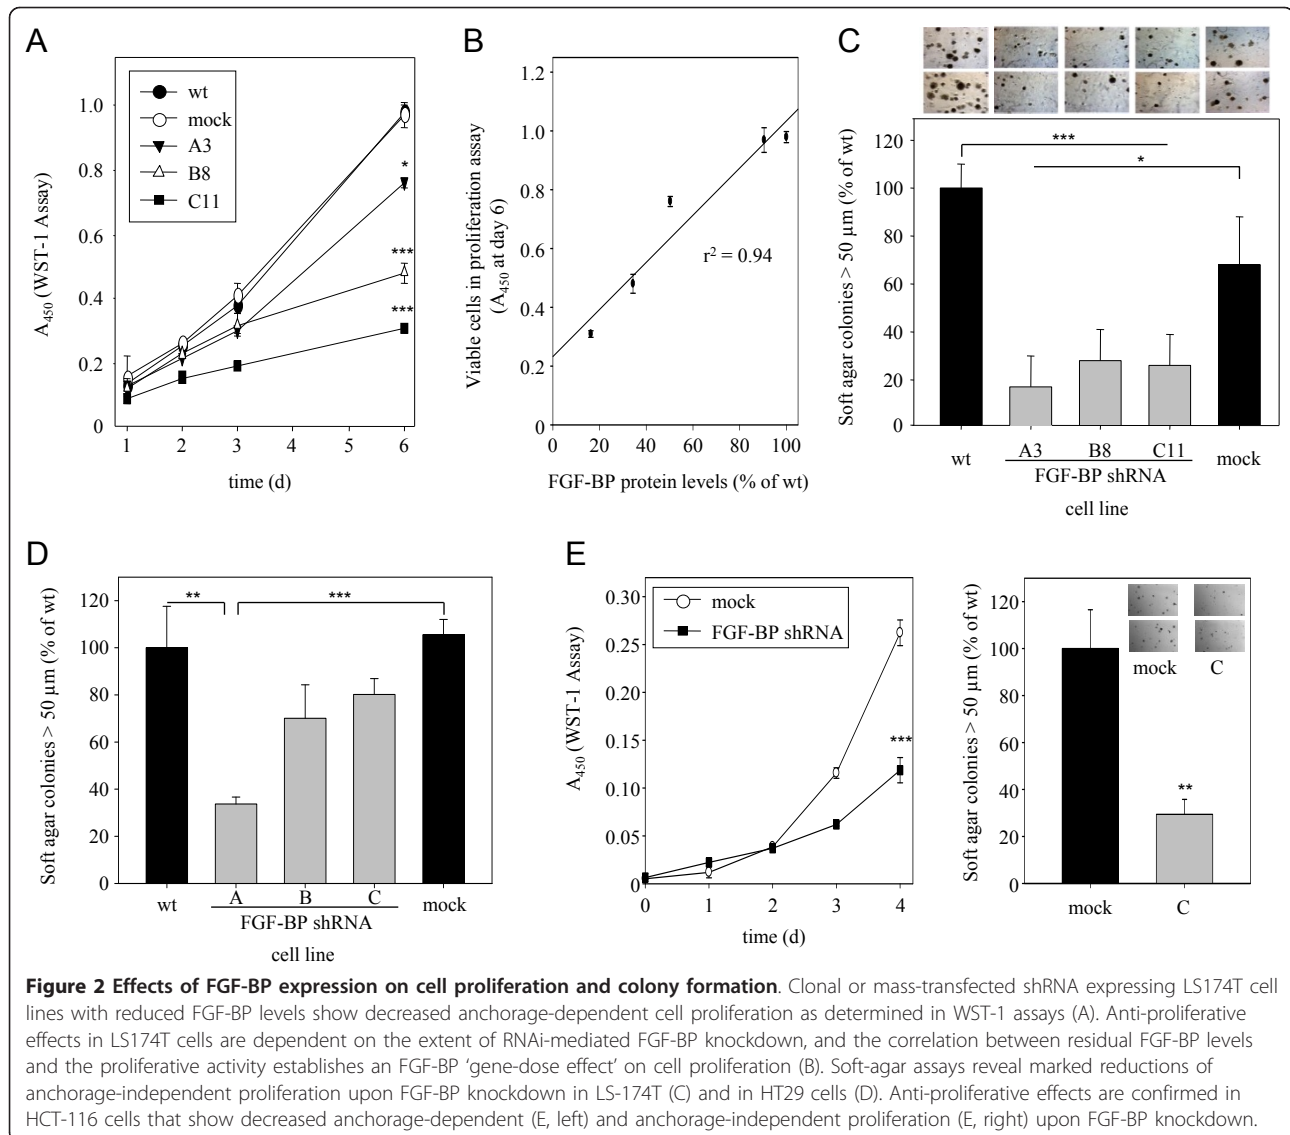 A
A450 (WST-1 Assay)
1.0
0.8
0.6
0.4
0.2
0
wt
mock
A3
B8
C11
*
***
***
1 2 3 4 5 6
time (d)
B
Viable cells in proliferation assay
(A450 at day 6)
1.2
1.0
0.8
0.6
0.4
0.2
0
r2 = 0.94
0 20 40 60 80 100
FGF-BP protein levels (% of wt)
C
Soft agar colonies > 50 µm (% of wt)
120
100
80
60
40
20
0
***
*
wt A3 B8 C11 mock
FGF-BP shRNA
cell line
D
Soft agar colonies > 50 µm (% of wt)
120
100
80
60
40
20
0
** ***
wt A B C mock
FGF-BP shRNA
cell line
E
A450 (WST-1 Assay)
0.30
0.25
0.20
0.15
0.10
0.05
0
mock
FGF-BP shRNA
***
0 1 2 3 4
time (d)
Soft agar colonies > 50 µm (% of wt)
120
100
80
60
40
20
0
mock C
**
mock C
Figure 2 Effects of FGF-BP expression on cell proliferation and colony formation. Clonal or mass-transfected shRNA expressing LS174T cell
lines with reduced FGF-BP levels show decreased anchorage-dependent cell proliferation as determined in WST-1 assays (A). Anti-proliferative
effects in LS174T cells are dependent on the extent of RNAi-mediated FGF-BP knockdown, and the correlation between residual FGF-BP levels
and the proliferative activity establishes an FGF-BP 'gene-dose effect' on cell proliferation (B). Soft-agar assays reveal marked reductions of
anchorage-independent proliferation upon FGF-BP knockdown in LS-174T (C) and in HT29 cells (D). Anti-proliferative effects are confirmed in
HCT-116 cells that show decreased anchorage-dependent (E, left) and anchorage-independent proliferation (E, right) upon FGF-BP knockdown.